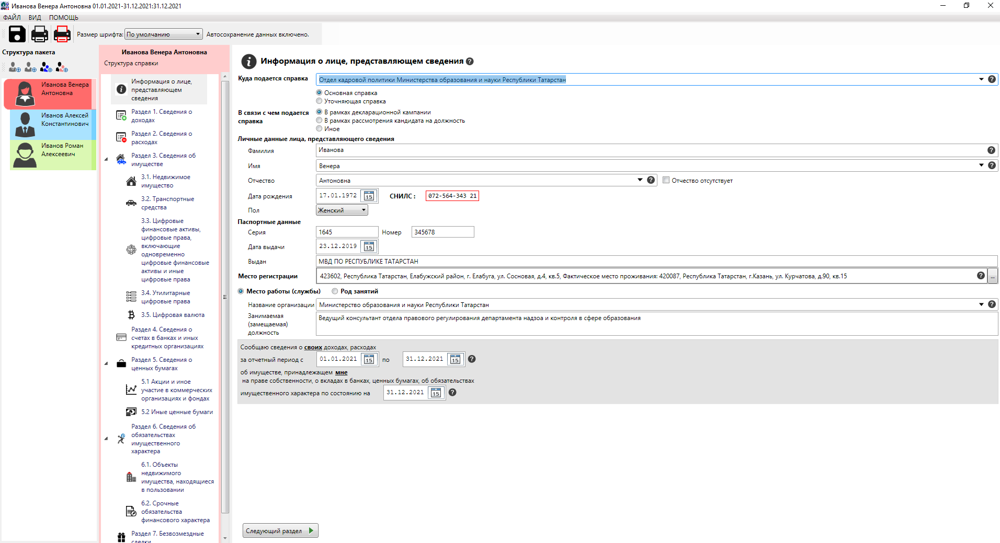 Иванова Венера Антоновна 01.01.2021-31.12.2021:31.12.2021
ФАЙЛ ВИД ПОМОЩЬ
Размер шрифта: По умолчанию Автосохранение данных включено.
Структура пакета
Иванова Венера
Антоновна
Иванов Алексей
Константинович
Иванов Роман
Алексеевич
Иванова Венера Антоновна
Структура справки
Информация о лице,
представляющем
сведения
Раздел 1. Сведения о
доходах
Раздел 2. Сведения о
расходах
Раздел 3. Сведения об
имуществе
3.1. Недвижимое
имущество
3.2. Транспортные
средства
3.3. Цифровые
финансовые активы,
цифровые права,
включающие
одновременно
цифровые финансовые
активы и иные
цифровые права
3.4. Утилитарные
цифровые права
3.5. Цифровая валюта
Раздел 4. Сведения о
счетах в банках и иных
кредитных организациях
Раздел 5. Сведения о
ценных бумагах
5.1 Акции и иное
участие в коммерческих
организациях и фондах
5.2 Иные ценные бумаги
Раздел 6. Сведения об
обязательствах
имущественного
характера
6.1. Объекты
недвижимого
имущества, находящиеся
в пользовании
6.2. Срочные
обязательства
финансового характера
Раздел 7. Безвозмездные
сделки
Информация о лице, представляющем сведения
Куда подается справка Отдел кадровой политики Министерства образования и науки Республики Татарстан
Основная справка
Уточняющая справка
В связи с чем подается
справка
В рамках декларационной кампании
В рамках рассмотрения кандидата на должность
Иное
Личные данные лица, представляющего сведения
Фамилия Иванова
Имя Венера
Отчество Антоновна Отчество отсутствует
Дата рождения 17.01.1972 15 СНИЛС : 072-564-343 21
Пол Женский
Паспортные данные
Серия 1645 Номер 345678
Дата выдачи 23.12.2019 15
Выдан МВД ПО РЕСПУБЛИКЕ ТАТАРСТАН
Место регистрации 423602, Республика Татарстан, Елабужский район, г. Елабуга, ул. Сосновая, д.4, кв.5, Фактическое место проживания: 420087, Республика Татарстан, г.Казань, ул. Курчатова, д.90, кв.15 ...
Место работы (службы) Род занятий
Название организации Министерство образования и науки Республики Татарстан
Занимаемая
(замещаемая)
должность
Ведущий консультант отдела правового регулирования департамента надзоа и контроля в сфере образования
Сообщаю сведения о своих доходах, расходах
за отчетный период с 01.01.2021 15 по 31.12.2021 15
об имуществе, принадлежащем мне
на праве собственности, о вкладах в банках, ценных бумагах, об обязательствах
имущественного характера по состоянию на 31.12.2021 15
Следующий раздел